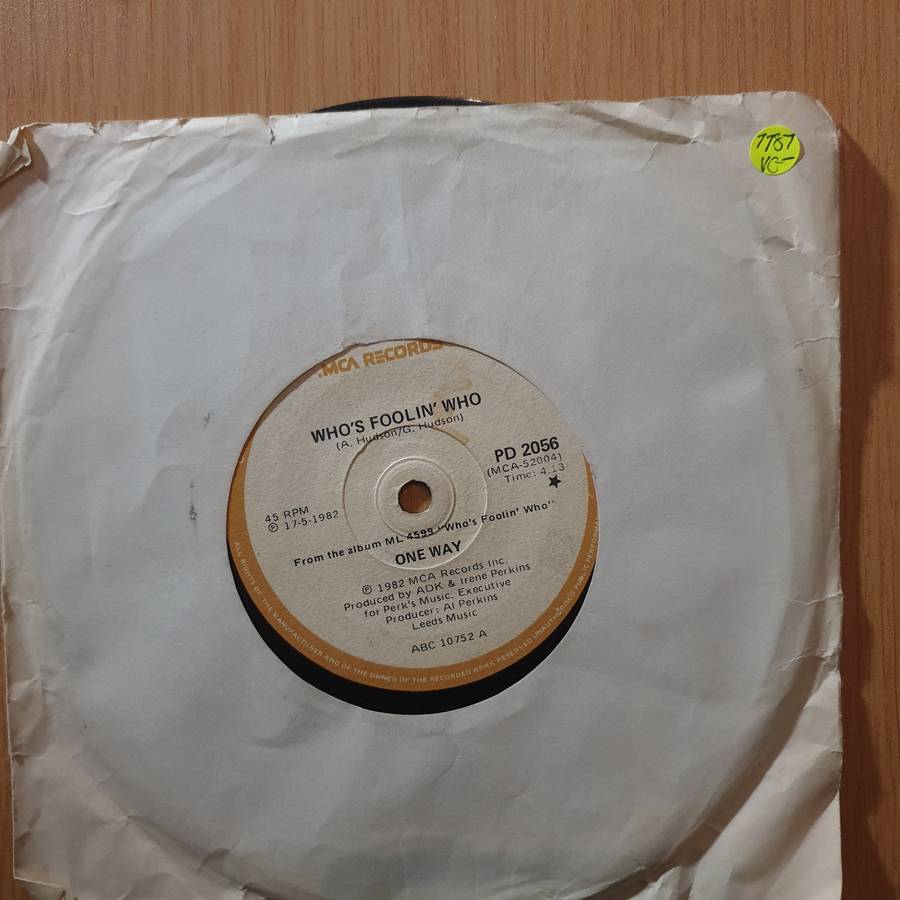 7787
VG-
MCA RECORDS
WHO'S FOOLIN' WHO
(A. Hudson/G. Hudson)
PD 2056
(MCA-52004)
Time: 4.13
45 RPM
Ⓟ 17-5-1982
From the album ML 4599 "Who's Foolin' Who"
ONE WAY
Ⓟ 1982 MCA Records Inc.
Produced by ADK & Irene Perkins
for Perk's Music. Executive
Producer: Al Perkins
Leeds Music
ABC 10752 A
ALL RIGHTS OF THE MANUFACTURER AND OF THE OWNER OF THE RECORDED WORK RESERVED UNAUTHORISED PUBLIC